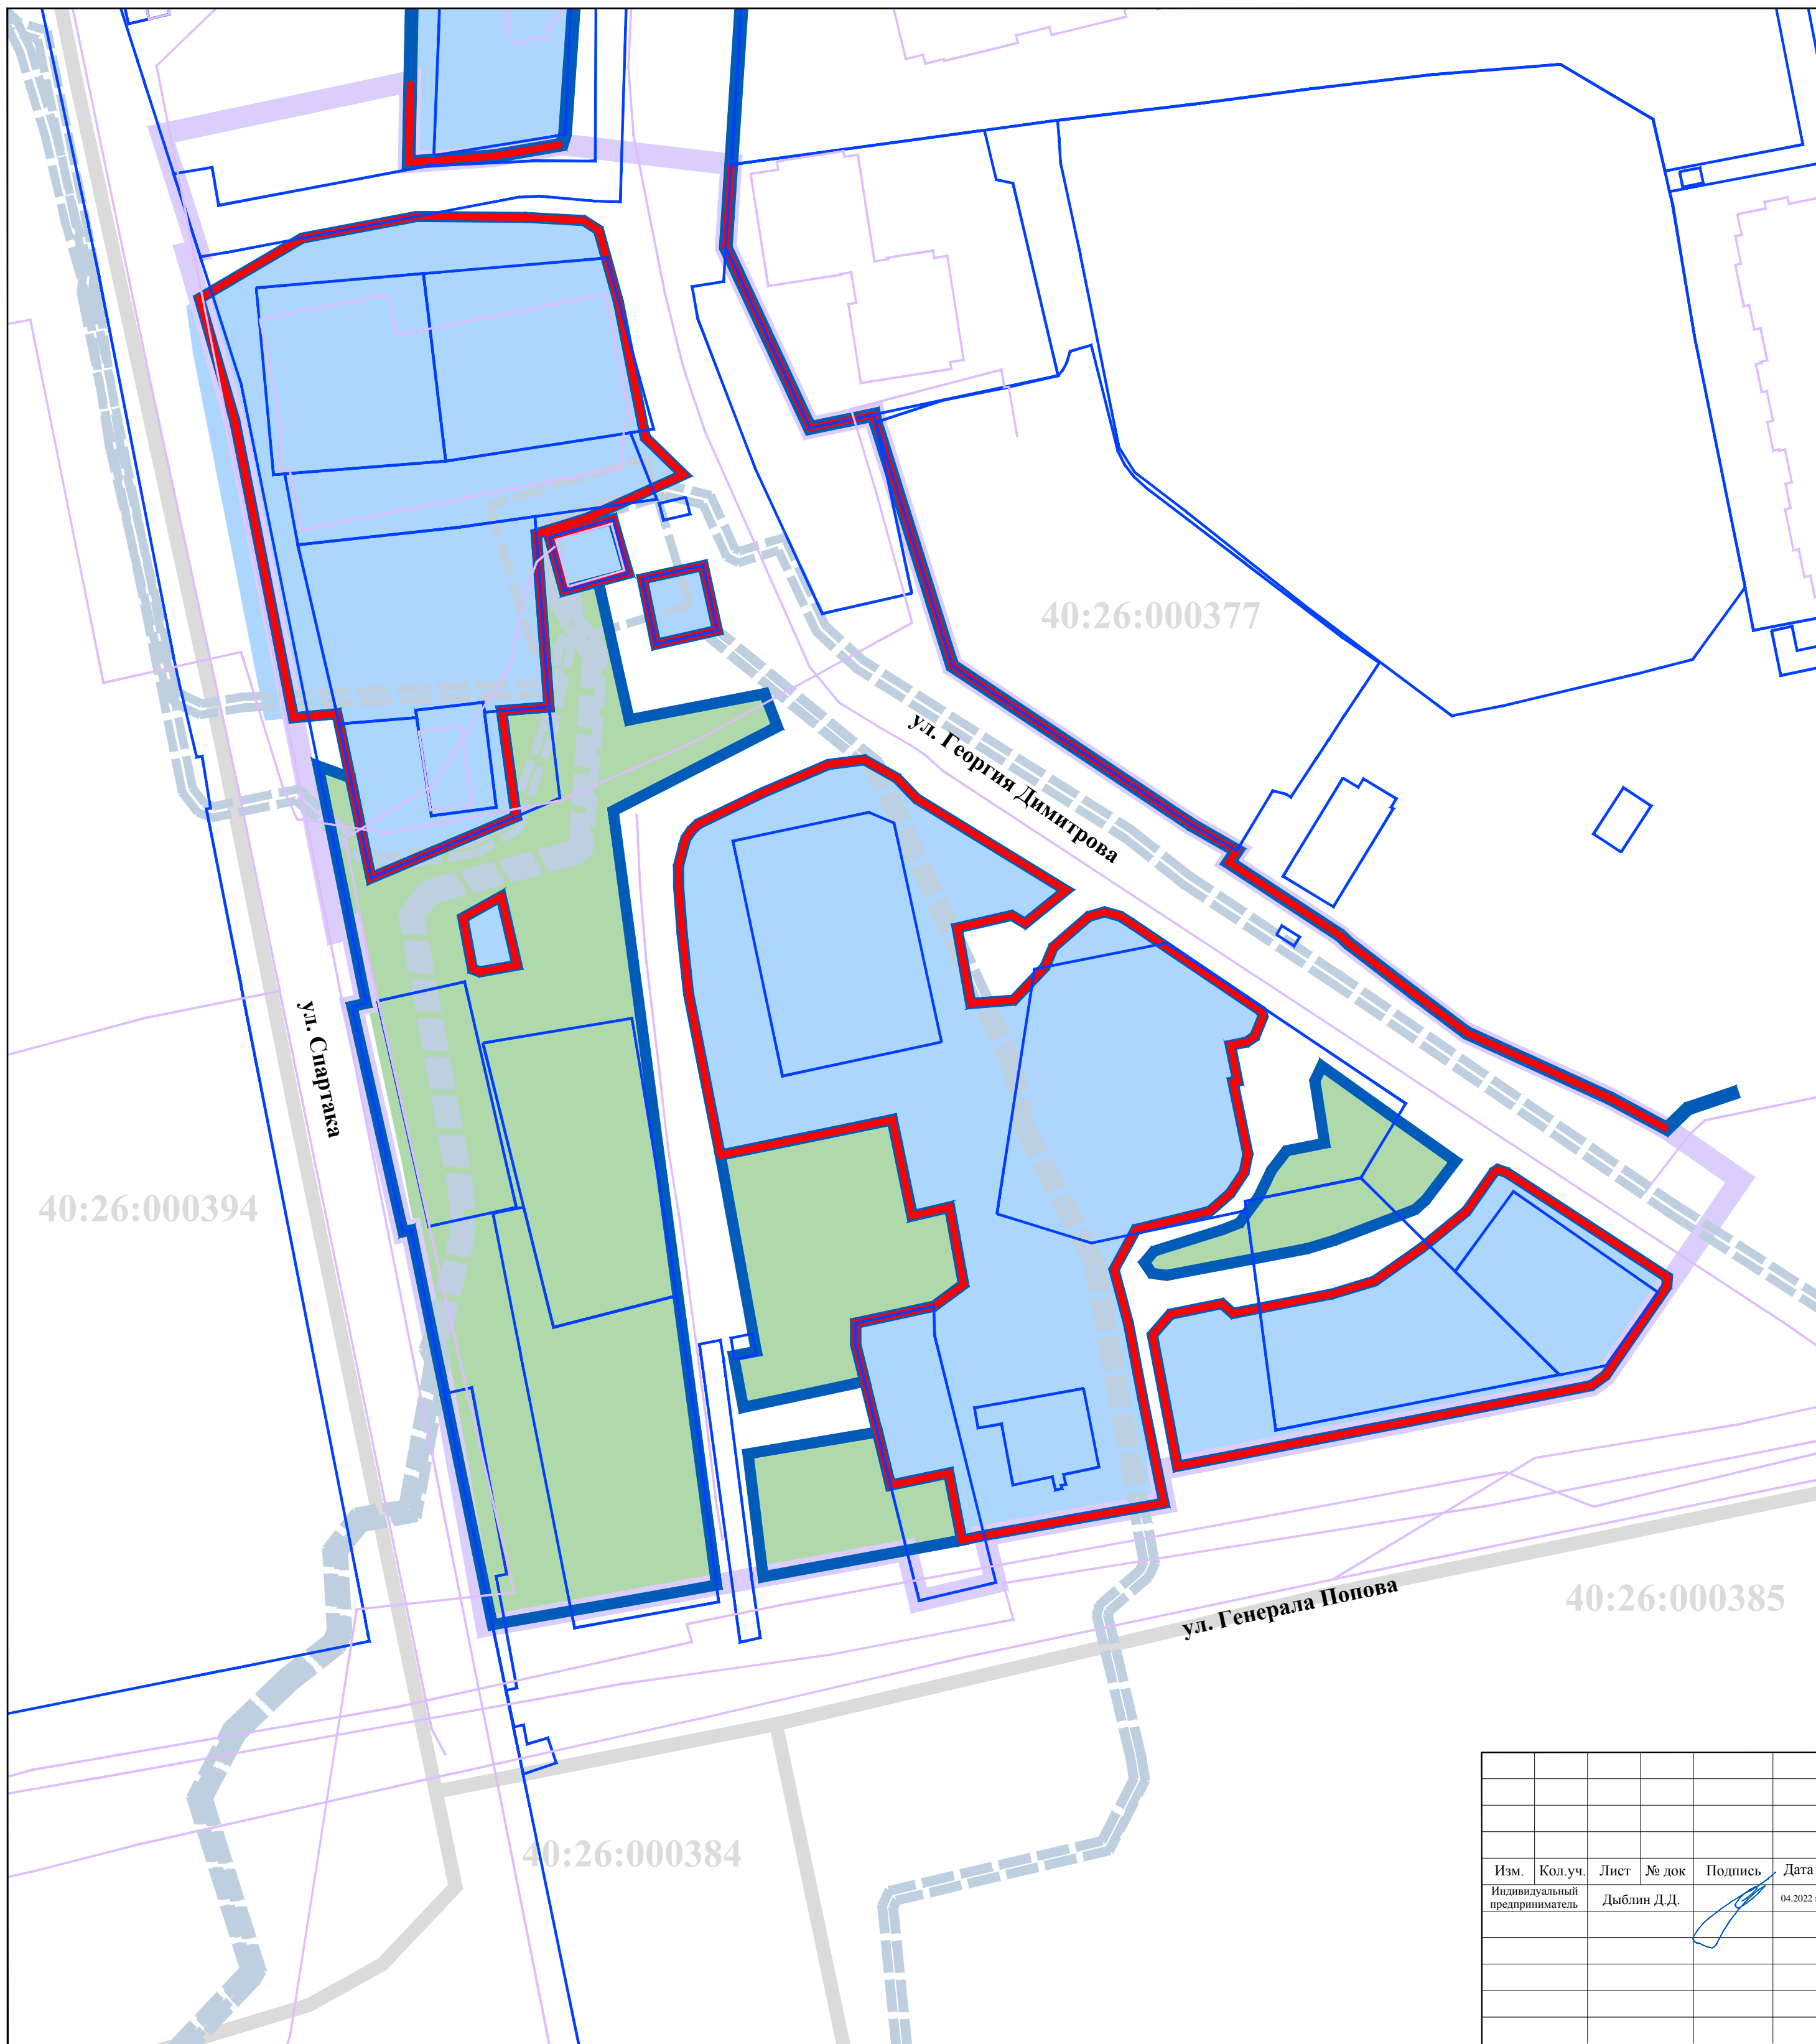 40:26:000377
ул. Георгия Димитрова
ул. Спартака
40:26:000394
40:26:000385
ул. Генерала Попова
40:26:000384
Изм. Кол.уч. Лист № док Подпись Дата
Индивидуальный
предприниматель
Дыблин Д.Д.
04.2022